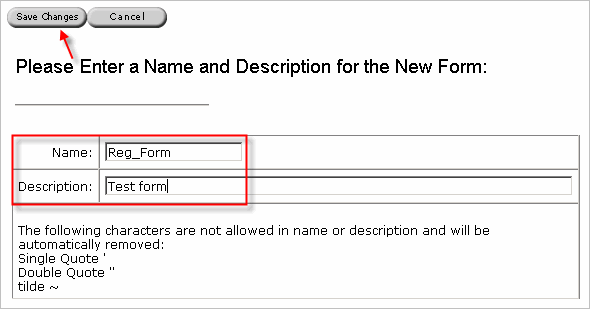 Save Changes Cancel
Please Enter a Name and Description for the New Form:
Name: Reg_Form
Description: Test form
The following characters are not allowed in name or description and will be
automatically removed:
Single Quote '
Double Quote "
tilde ~